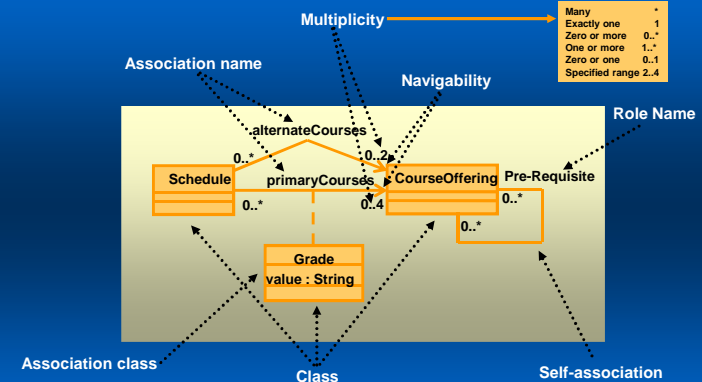 Multiplicity
Many *
Exactly one 1
Zero or more 0..*
One or more 1..*
Zero or one 0..1
Specified range 2..4
Association name
Navigability
Role Name
alternateCourses
0..*
0..2
Schedule
primaryCourses
CourseOffering
Pre-Requisite
0..*
0..4
0..*
0..*
Grade
value : String
Association class
Class
Self-association